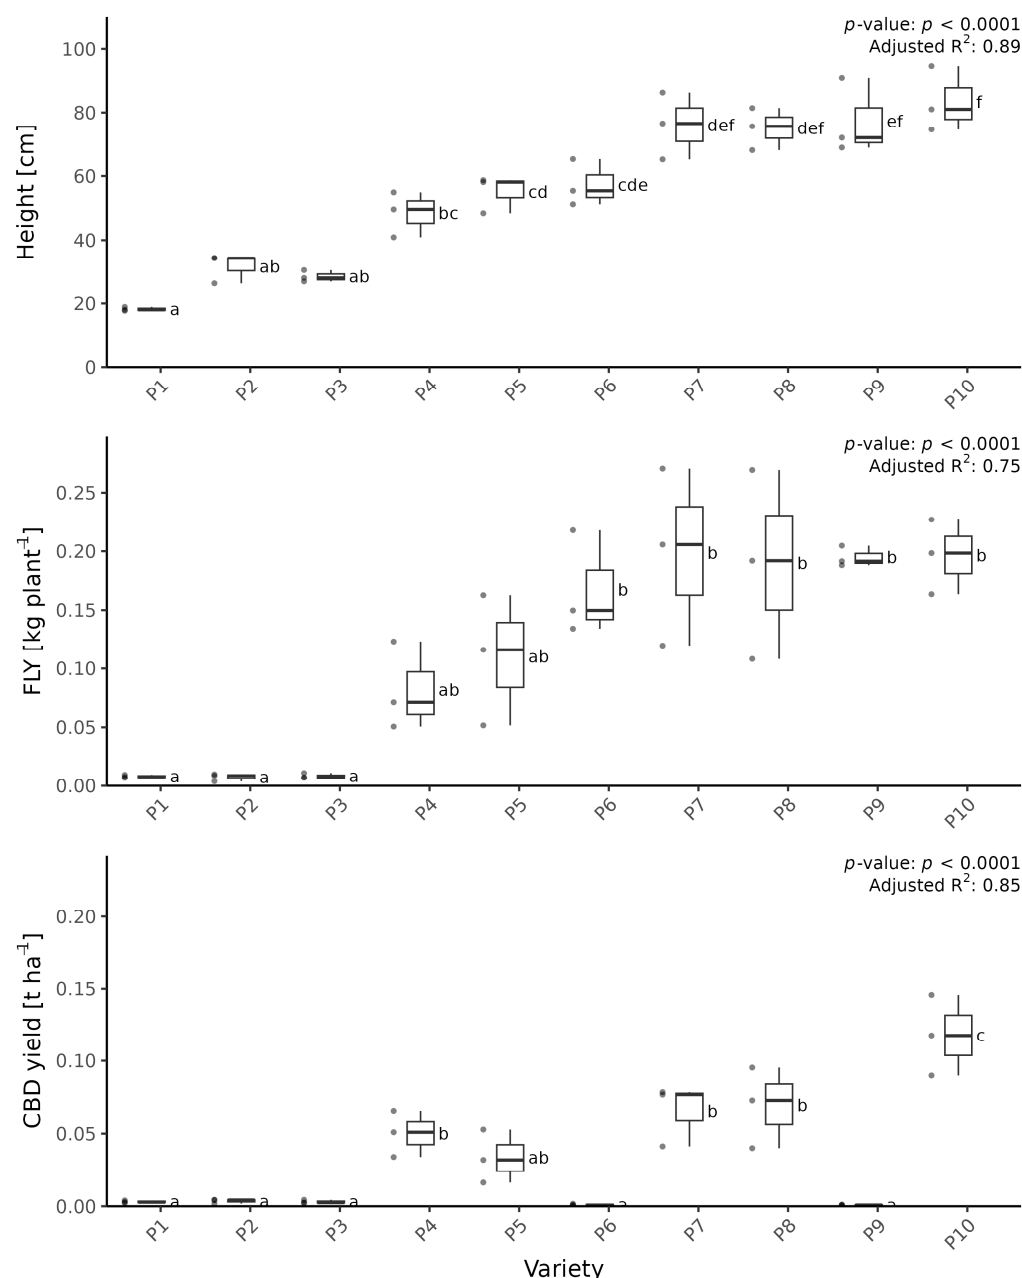 p-value: p < 0.0001
Adjusted R²: 0.89
Height [cm]
100
80
60
40
20
0
a
ab
ab
bc
cd
cde
def
def
ef
f
P1 P2 P3 P4 P5 P6 P7 P8 P9 P10
p-value: p < 0.0001
Adjusted R²: 0.75
FLY [kg plant⁻¹]
0.25
0.20
0.15
0.10
0.05
0.00
a
a
a
ab
ab
b
b
b
b
b
P1 P2 P3 P4 P5 P6 P7 P8 P9 P10
p-value: p < 0.0001
Adjusted R²: 0.85
CBD yield [t ha⁻¹]
0.20
0.15
0.10
0.05
0.00
a
a
a
b
ab
a
b
b
a
c
P1 P2 P3 P4 P5 P6 P7 P8 P9 P10
Variety